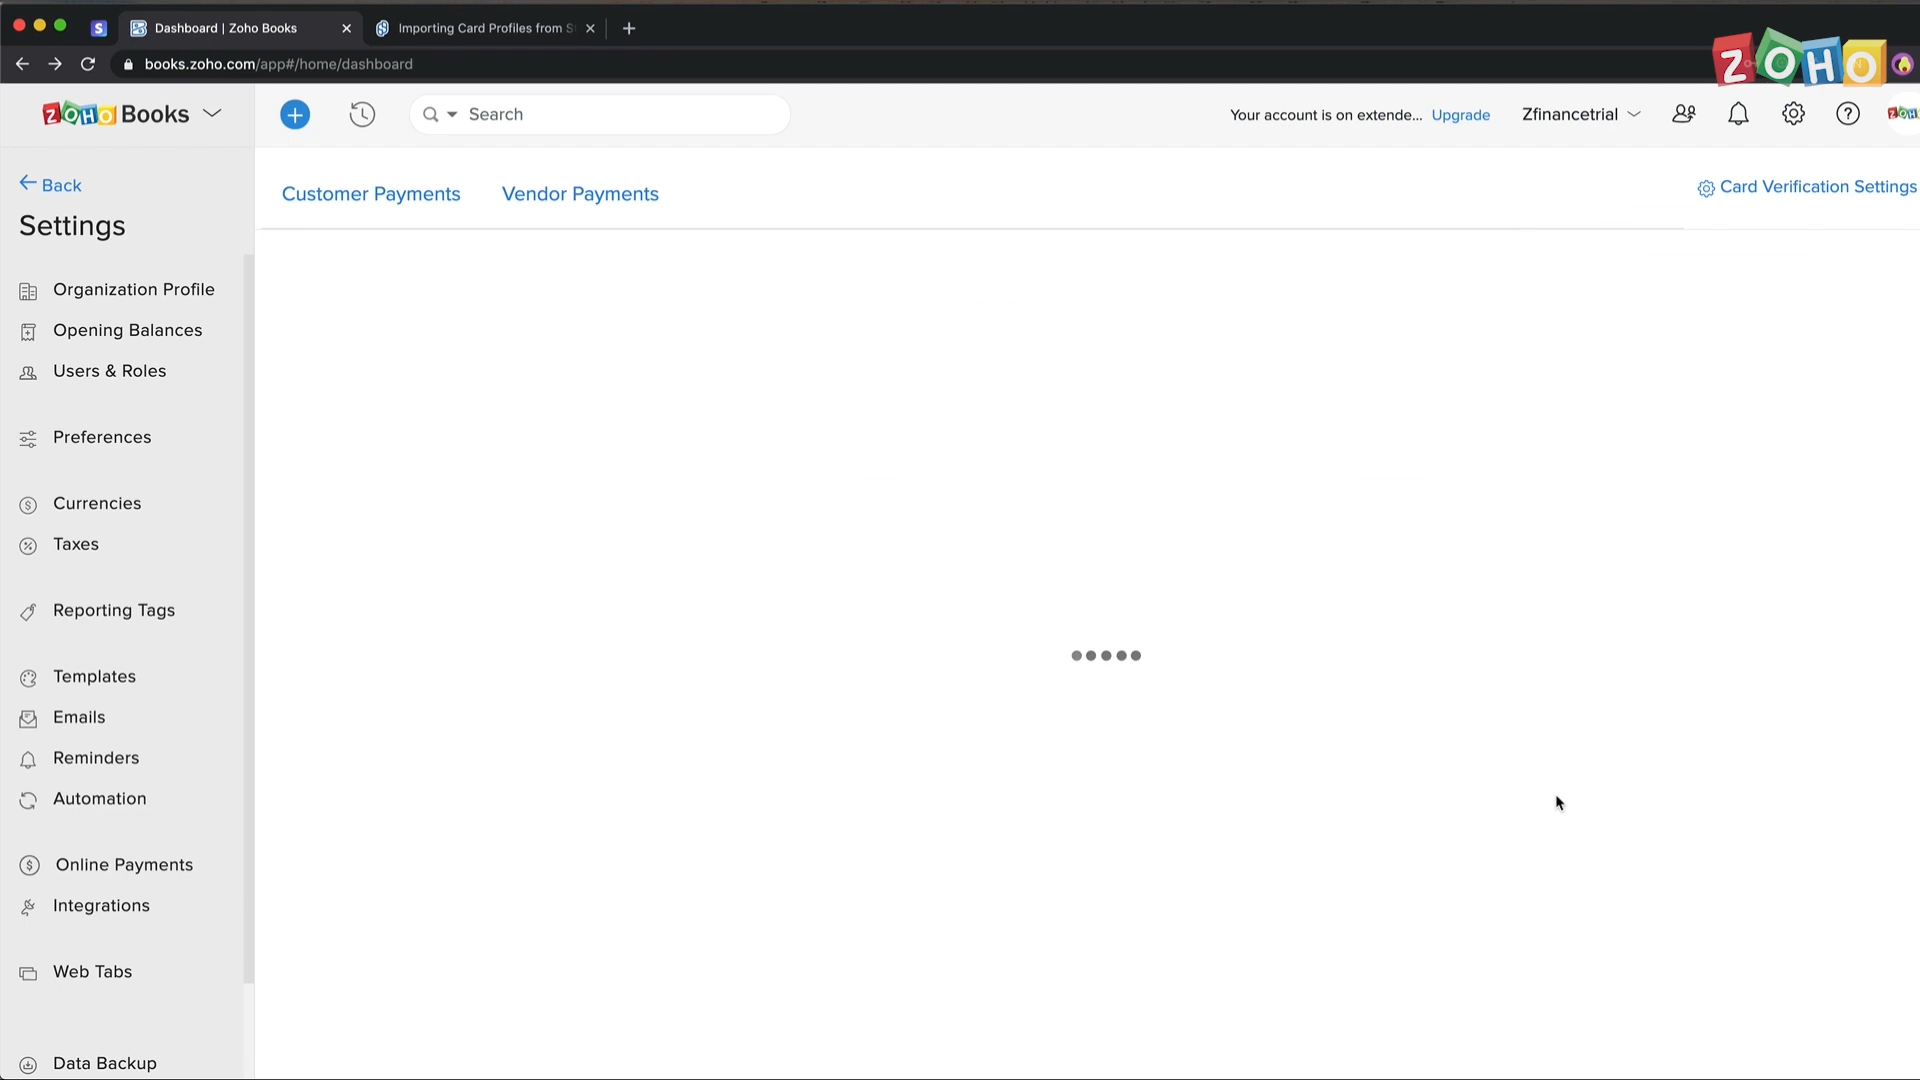 Dashboard | Zoho Books
Importing Card Profiles from S
books.zoho.com/app#/home/dashboard
ZOHO
ZOHO Books
Search
Your account is on extende... Upgrade
Zfinancetrial
Back
Settings
Customer Payments
Vendor Payments
Card Verification Settings
Organization Profile
Opening Balances
Users & Roles
Preferences
Currencies
Taxes
Reporting Tags
Templates
Emails
Reminders
Automation
Online Payments
Integrations
Web Tabs
Data Backup